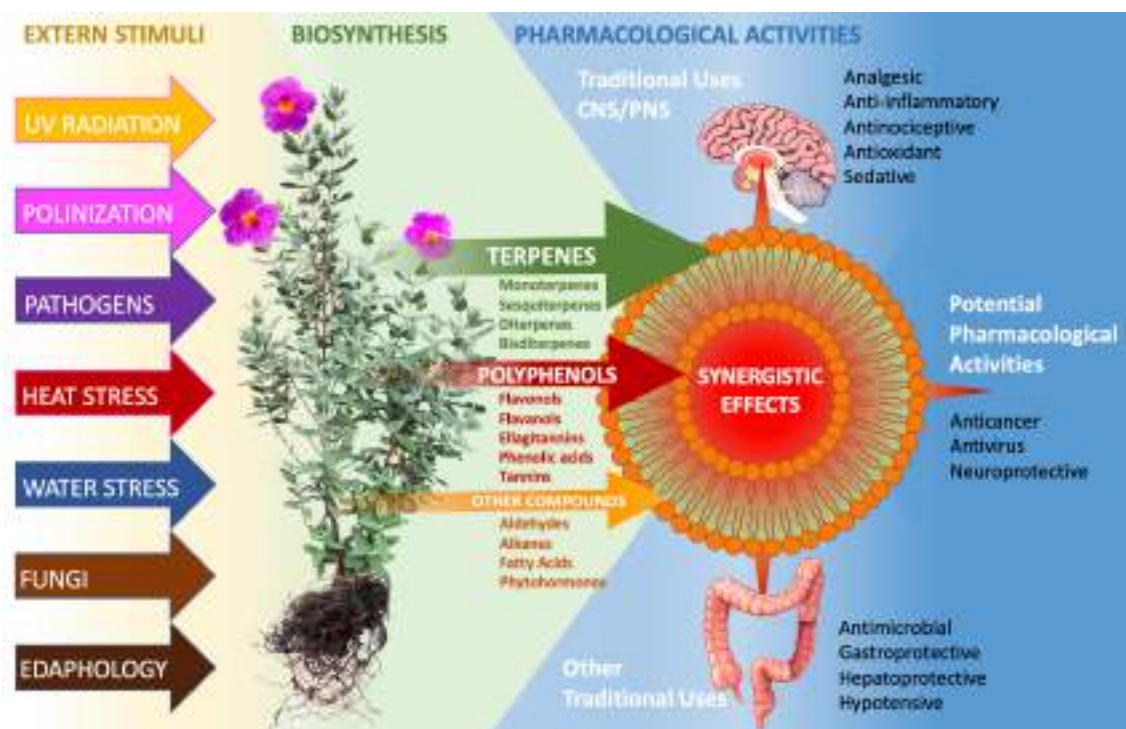 EXTERN STIMULI
BIOSYNTHESIS
PHARMACOLOGICAL ACTIVITIES
UV RADIATION
POLINIZATION
PATHOGENS
HEAT STRESS
WATER STRESS
FUNGI
EDAPHOLOGY
TERPENES
Monoterpenes
Sesquiterpenes
Diterpenes
Bisditerpenes
POLYPHENOLS
Flavonols
Flavanols
Ellagitannins
Phenolic acids
Tannins
OTHER COMPOUNDS
Aldehydes
Alkanes
Fatty Acids
Phytohormones
SYNERGISTIC
EFFECTS
Traditional Uses
CNS/PNS
Analgesic
Anti-inflammatory
Antinociceptive
Antioxidant
Sedative
Potential
Pharmacological
Activities
Anticancer
Antivirus
Neuroprotective
Other
Traditional Uses
Antimicrobial
Gastroprotective
Hepatoprotective
Hypotensive